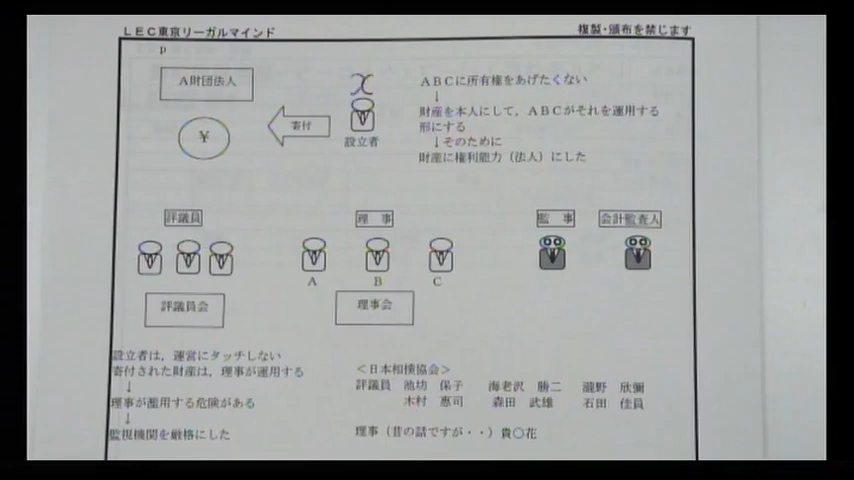 ＬＥＣ東京リーガルマインド
複製・頒布を禁じます
p
Ａ財団法人
¥
寄付
設立者
ＡＢＣに所有権をあげたくない
↓
財産を本人にして，ＡＢＣがそれを運用する
形にする
↓そのために
財産に権利能力（法人）にした
評議員
理　事
監　事
会計監査人
A
B
C
評議員会
理事会
設立者は，運営にタッチしない
寄付された財産は，理事が運用する
↓
理事が濫用する危険がある
↓
監視機関を厳格にした
＜日本相撲協会＞
評議員　池坊　保子　海老沢　勝二　瀧野　欣彌
木村　惠司　森田　武雄　石田　佳員
理事（昔の話ですが・・）貴〇花